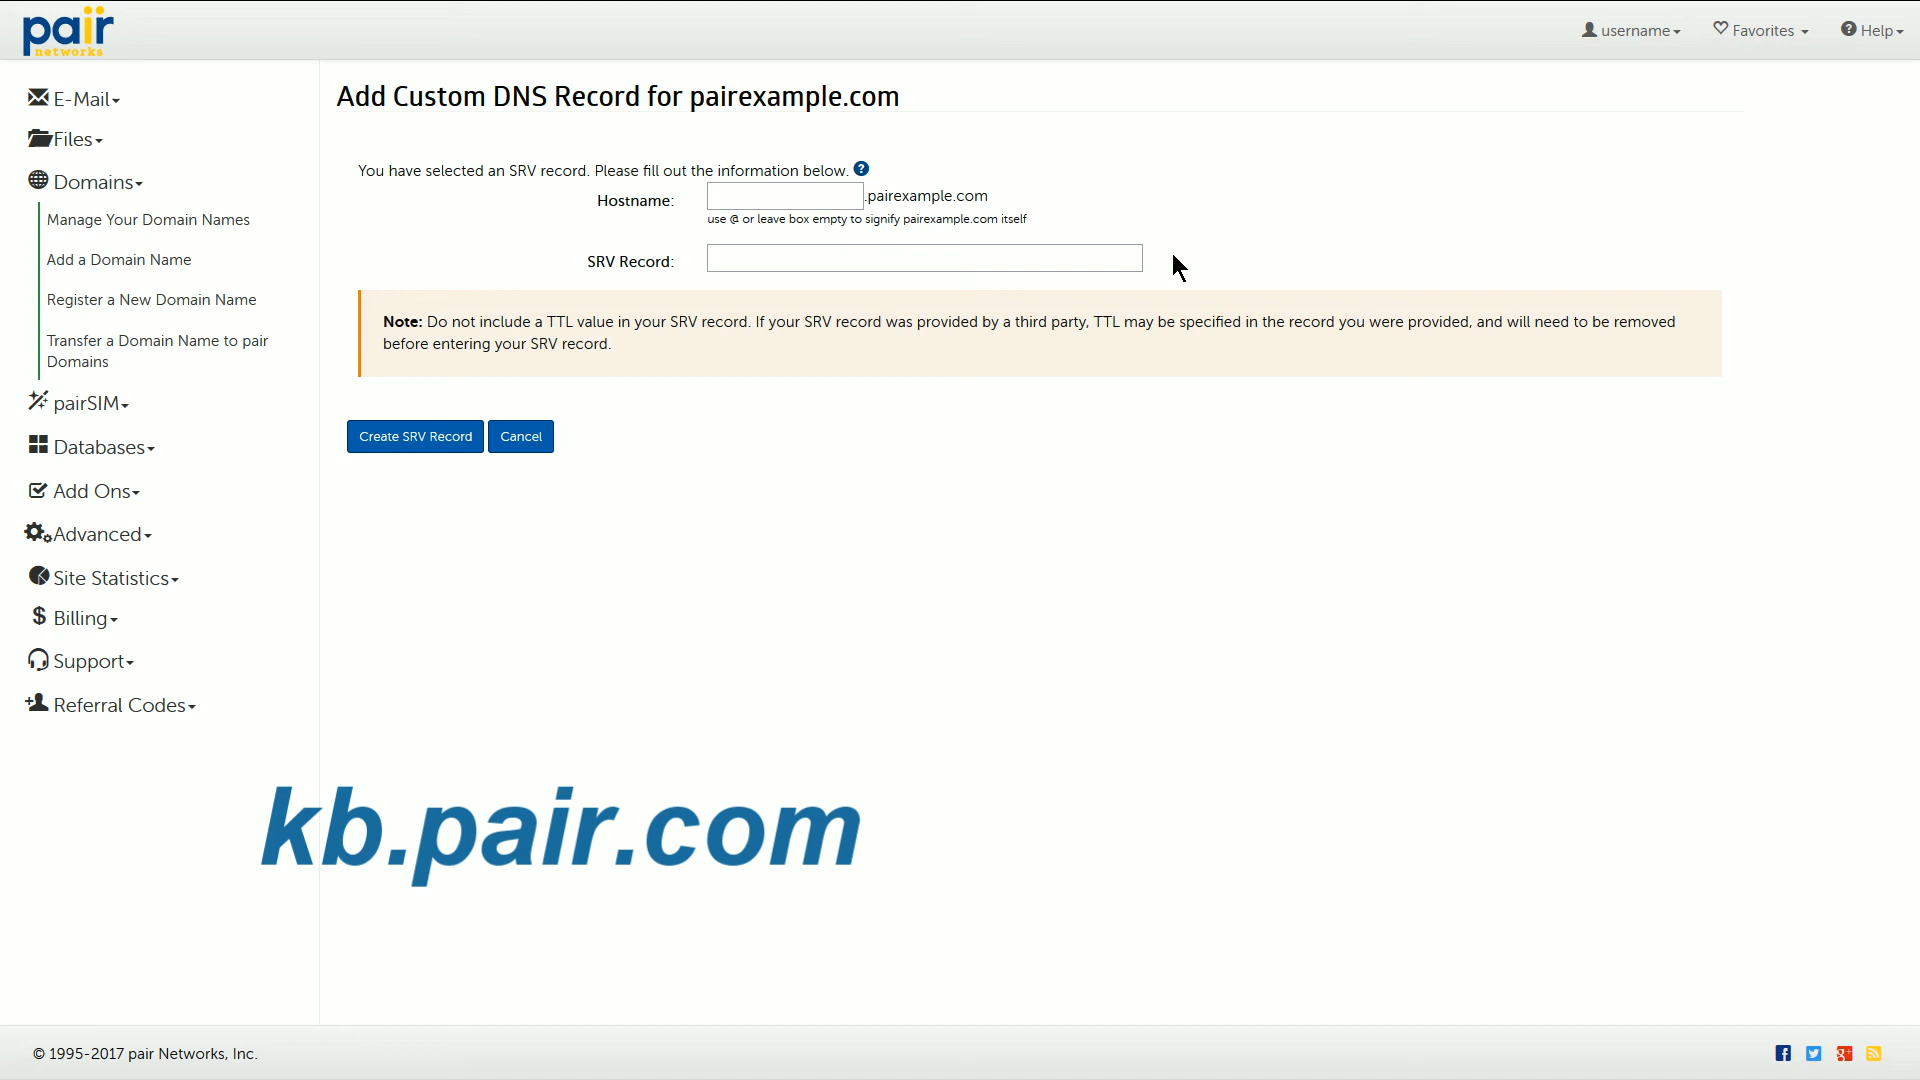 pair
networks
username
Favorites
Help
E-Mail
Files
Domains
Manage Your Domain Names
Add a Domain Name
Register a New Domain Name
Transfer a Domain Name to pair
Domains
pairSIM
Databases
Add Ons
Advanced
Site Statistics
Billing
Support
Referral Codes
Add Custom DNS Record for pairexample.com
You have selected an SRV record. Please fill out the information below. ?
Hostname: .pairexample.com
use @ or leave box empty to signify pairexample.com itself
SRV Record:
Note: Do not include a TTL value in your SRV record. If your SRV record was provided by a third party, TTL may be specified in the record you were provided, and will need to be removed
before entering your SRV record.
Create SRV Record Cancel
kb.pair.com
© 1995-2017 pair Networks, Inc.